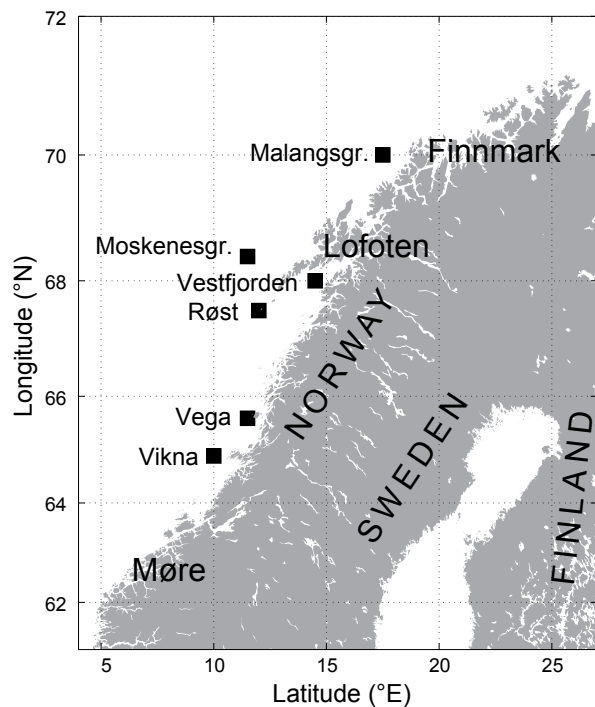 72
70
68
66
64
62
Longitude (°N)
Malangsgr.
Finnmark
Moskenesgr.
Lofoten
Vestfjorden
Røst
NORWAY
Vega
SWEDEN
Vikna
FINLAND
Møre
5 10 15 20 25
Latitude (°E)